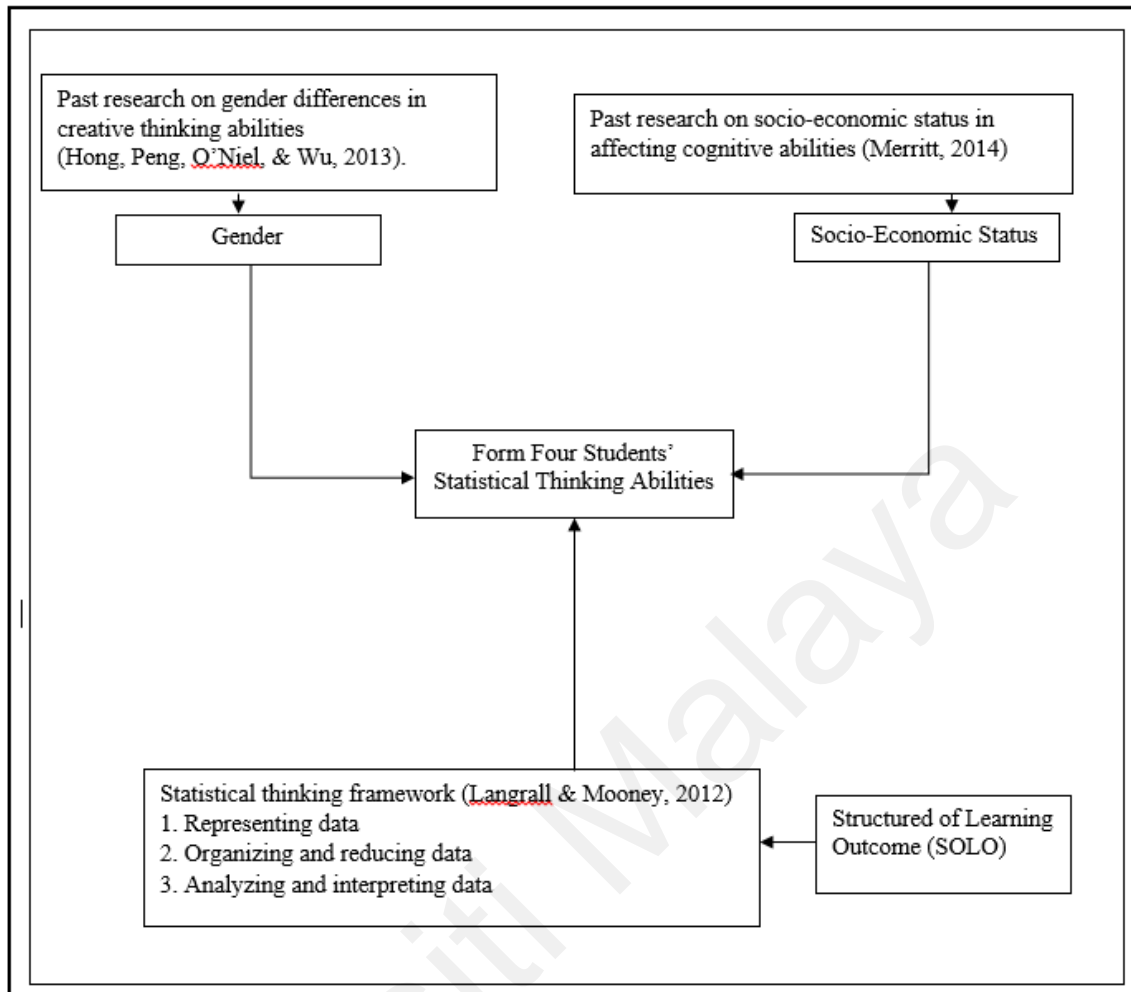 Past research on gender differences in
creative thinking abilities
(Hong, Peng, O’Niel, & Wu, 2013).
Past research on socio-economic status in
affecting cognitive abilities (Merritt, 2014)
Gender
Socio-Economic Status
Form Four Students’
Statistical Thinking Abilities
Statistical thinking framework (Langrall & Mooney, 2012)
1. Representing data
2. Organizing and reducing data
3. Analyzing and interpreting data
Structured of Learning
Outcome (SOLO)
siti Malaya